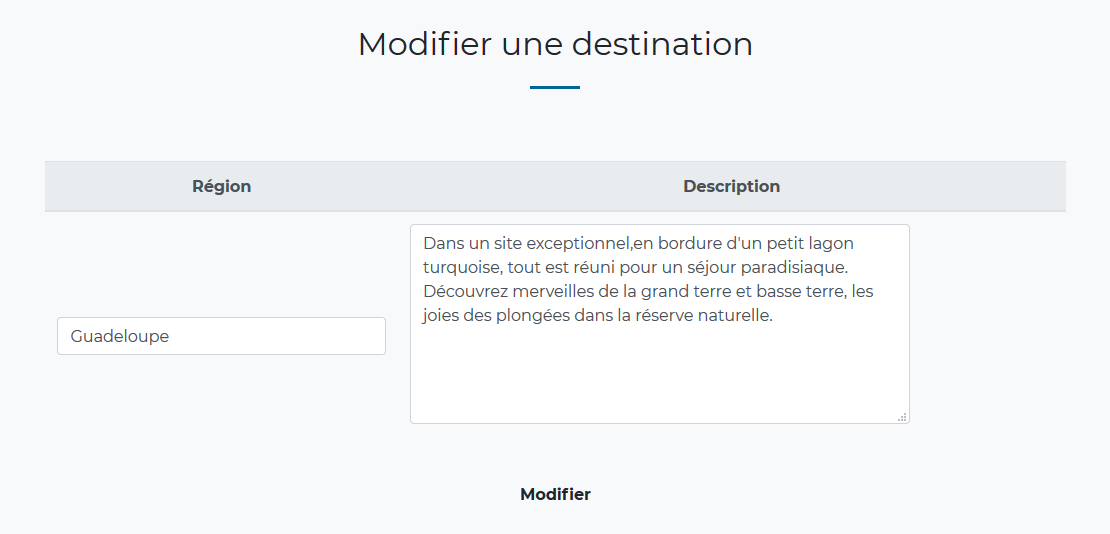 Modifier une destination
Région
Description
Dans un site exceptionnel,en bordure d'un petit lagon
turquoise, tout est réuni pour un séjour paradisiaque.
Découvrez merveilles de la grand terre et basse terre, les
joies des plongées dans la réserve naturelle.
Guadeloupe
Modifier